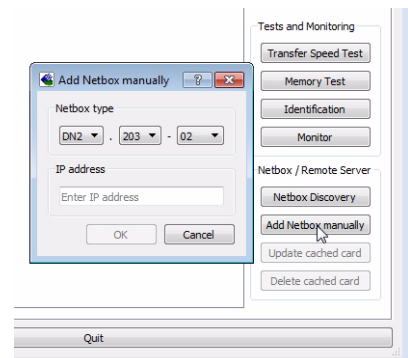 Tests and Monitoring
Transfer Speed Test
Memory Test
Identification
Monitor
Add Netbox manually
Netbox type
DN2 . 203 - 02
IP address
Enter IP address
OK Cancel
Netbox / Remote Server
Netbox Discovery
Add Netbox manually
Update cached card
Delete cached card
Quit